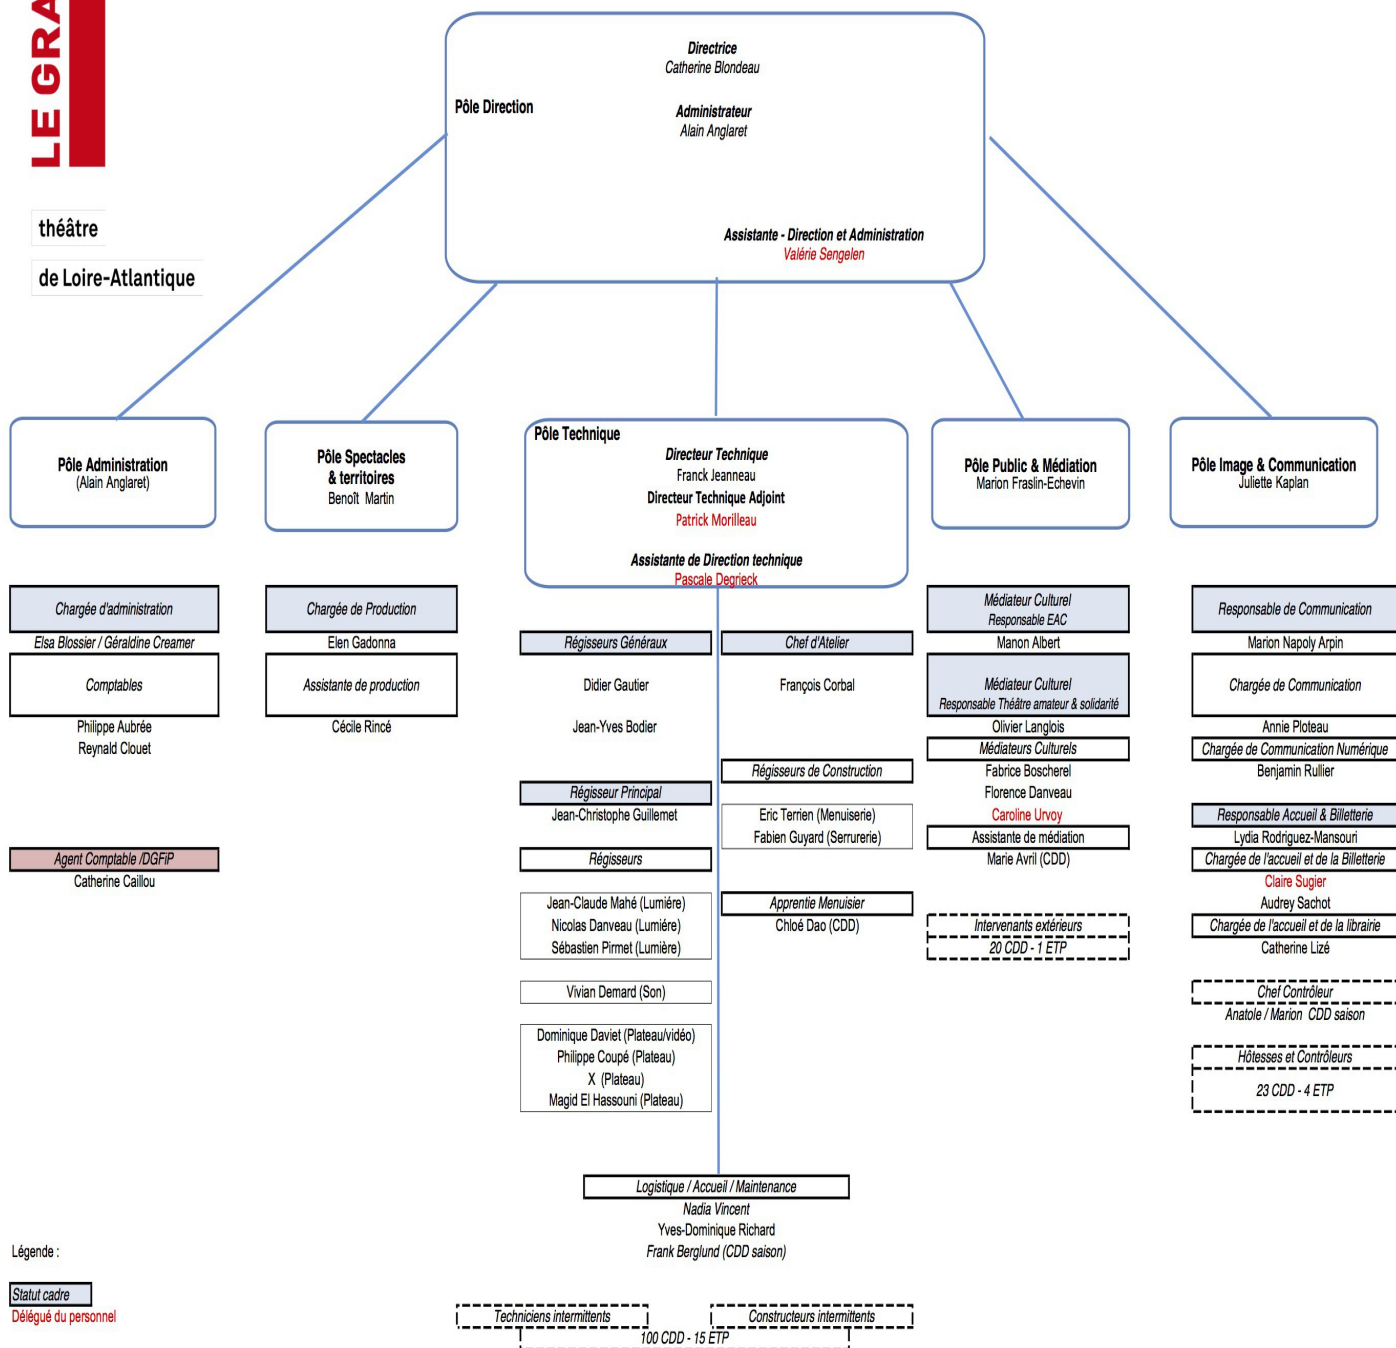 LE GRA
théâtre
de Loire-Atlantique
Pôle Direction
Directrice
Catherine Blondeau
Administrateur
Alain Anglaret
Assistante - Direction et Administration
Valérie Sengelen
Pôle Administration
(Alain Anglaret)
Chargée d'administration
Elsa Blossier / Géraldine Creamer
Comptables
Philippe Aubrée
Reynald Clouet
Agent Comptable /DGFiP
Catherine Caillou
Pôle Spectacles
& territoires
Benoît Martin
Chargée de Production
Elen Gadonna
Assistante de production
Cécile Rincé
Pôle Technique
Directeur Technique
Franck Jeanneau
Directeur Technique Adjoint
Patrick Morilleau
Assistante de Direction technique
Pascale Degrieck
Régisseurs Généraux
Didier Gautier
Jean-Yves Bodier
Régisseur Principal
Jean-Christophe Guillemet
Régisseurs
Jean-Claude Mahé (Lumiére)
Nicolas Danveau (Lumiére)
Sébastien Pirmet (Lumière)
Vivian Demard (Son)
Dominique Daviet (Plateau/vidéo)
Philippe Coupé (Plateau)
X (Plateau)
Magid El Hassouni (Plateau)
Chef d'Atelier
François Corbal
Régisseurs de Construction
Eric Terrien (Menuiserie)
Fabien Guyard (Serrurerie)
Apprentie Menuisier
Chloé Dao (CDD)
Logistique / Accueil / Maintenance
Nadia Vincent
Yves-Dominique Richard
Frank Berglund (CDD saison)
Techniciens intermittents
Constructeurs intermittents
100 CDD - 15 ETP
Pôle Public & Médiation
Marion Fraslin-Echevin
Médiateur Culturel
Responsable EAC
Manon Albert
Médiateur Culturel
Responsable Théâtre amateur & solidarité
Olivier Langlois
Médiateurs Culturels
Fabrice Boscherel
Florence Danveau
Caroline Urvoy
Assistante de médiation
Marie Avril (CDD)
Intervenants extérieurs
20 CDD - 1 ETP
Pôle Image & Communication
Juliette Kaplan
Responsable de Communication
Marion Napoly Arpin
Chargée de Communication
Annie Ploteau
Chargée de Communication Numérique
Benjamin Rullier
Responsable Accueil & Billetterie
Lydia Rodriguez-Mansouri
Chargée de l'accueil et de la Billetterie
Claire Sugier
Audrey Sachot
Chargée de l'accueil et de la librairie
Catherine Lizé
Chef Contrôleur
Anatole / Marion CDD saison
Hôtesses et Contrôleurs
23 CDD - 4 ETP
Légende :
Statut cadre
Délégué du personnel